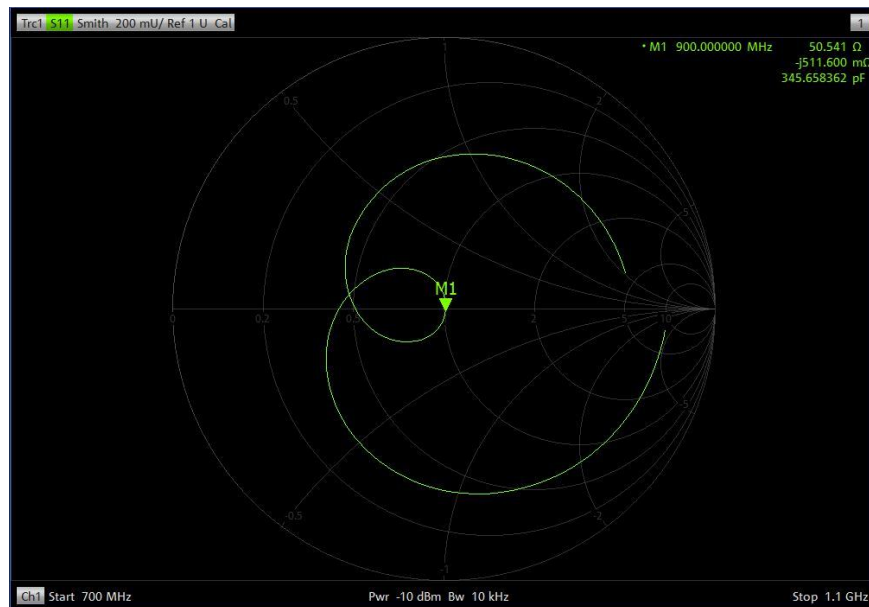 Trc1 S11 Smith 200 mU/ Ref 1 U Cal 1
• M1 900.000000 MHz 50.541 Ω
-j511.600 mΩ
345.658362 pF
1
0.5 2
5
M1
0 0.2 0.5 2 5 10
-5
-0.5 -2
-1
Ch1 Start 700 MHz Pwr -10 dBm Bw 10 kHz Stop 1.1 GHz